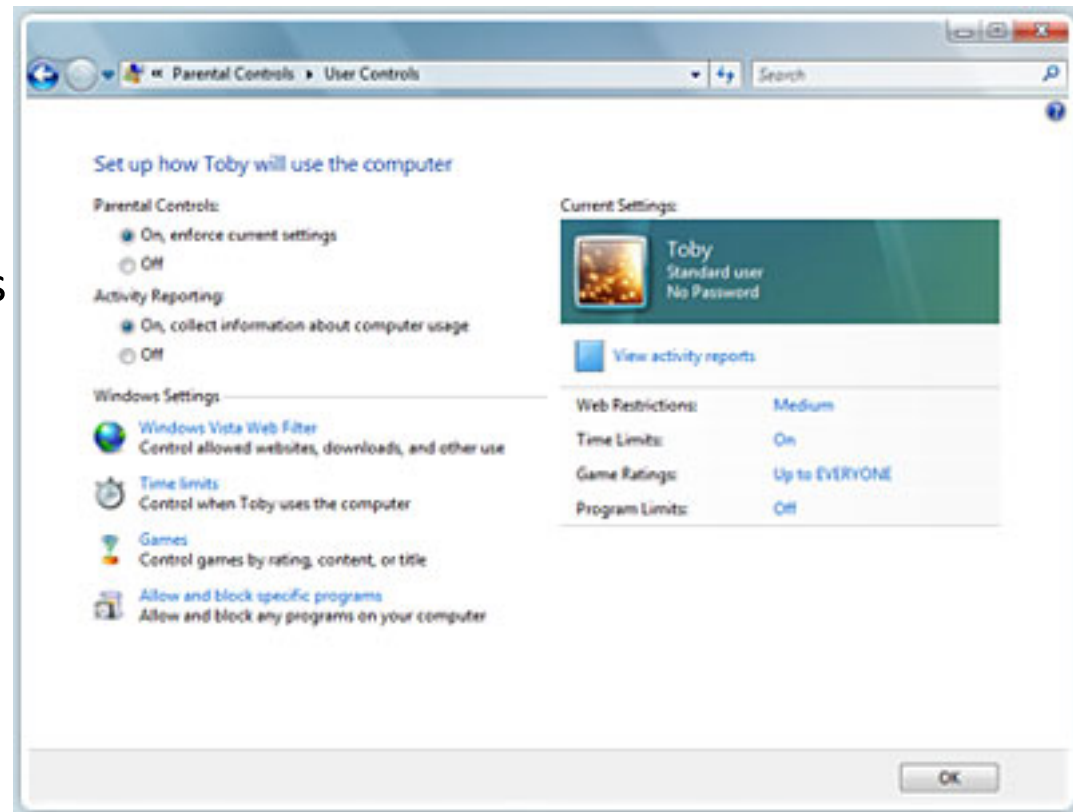 « Parental Controls ▸ User Controls
Search
s
Set up how Toby will use the computer
Parental Controls:
On, enforce current settings
Off
Activity Reporting:
On, collect information about computer usage
Off
Windows Settings
Windows Vista Web Filter
Control allowed websites, downloads, and other use
Time limits
Control when Toby uses the computer
Games
Control games by rating, content, or title
Allow and block specific programs
Allow and block any programs on your computer
Current Settings:
Toby
Standard user
No Password
View activity reports
Web Restrictions: Medium
Time Limits: On
Game Ratings: Up to EVERYONE
Program Limits: Off
OK